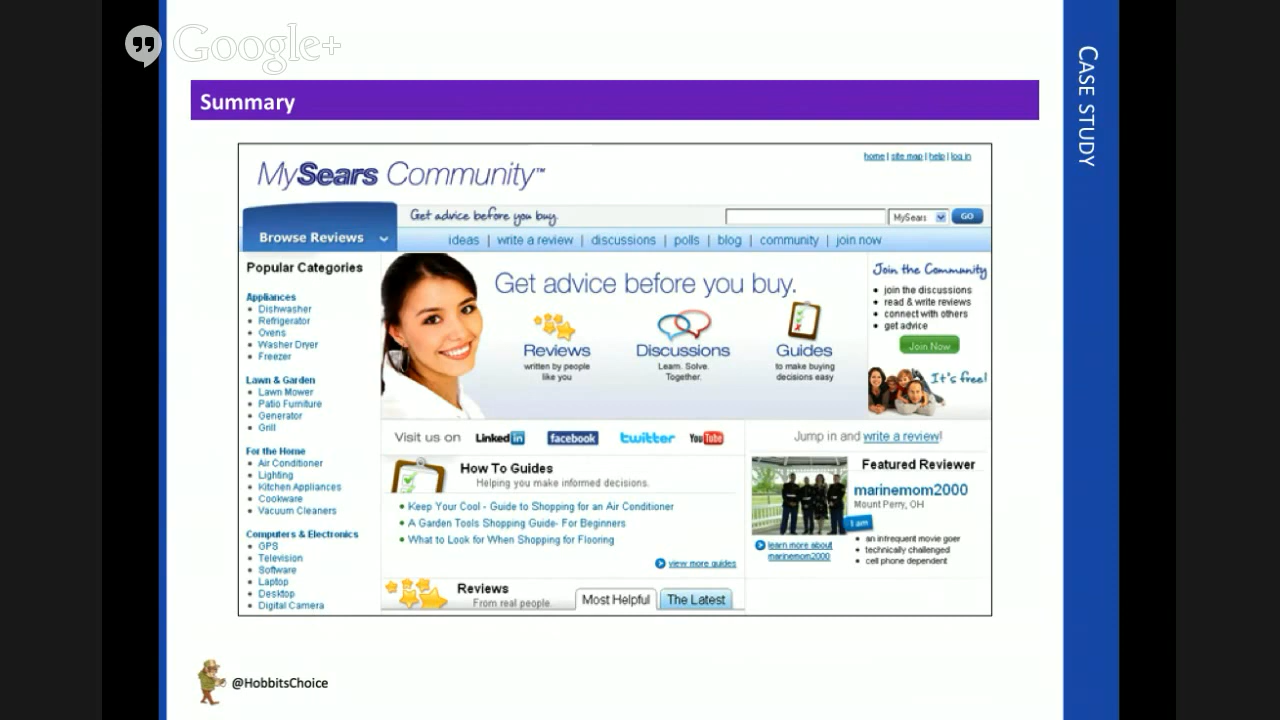 Google+
CASE STUDY
Summary
home | site map | help | log in
MySears Community™
Get advice before you buy.
MySears
GO
Browse Reviews
ideas | write a review | discussions | polls | blog | community | join now
Popular Categories
Appliances
Dishwasher
Refrigerator
Ovens
Washer Dryer
Freezer
Lawn & Garden
Lawn Mower
Patio Furniture
Generator
Grill
For the Home
Air Conditioner
Lighting
Kitchen Appliances
Cookware
Vacuum Cleaners
Computers & Electronics
GPS
Television
Software
Laptop
Desktop
Digital Camera
Get advice before you buy.
Reviews
written by people
like you
Discussions
Learn. Solve.
Together.
Guides
to make buying
decisions easy
Join the Community
join the discussions
read & write reviews
connect with others
get advice
Join Now
It's free!
Visit us on LinkedIn facebook twitter YouTube
Jump in and write a review!
How To Guides
Helping you make informed decisions.
Keep Your Cool - Guide to Shopping for an Air Conditioner
A Garden Tools Shopping Guide- For Beginners
What to Look for When Shopping for Flooring
view more guides
Featured Reviewer
marinemom2000
Mount Perry, OH
I am
an infrequent movie goer
technically challenged
cell phone dependent
learn more about
marinemom2000
Reviews
From real people.
Most Helpful
The Latest
@HobbitsChoice